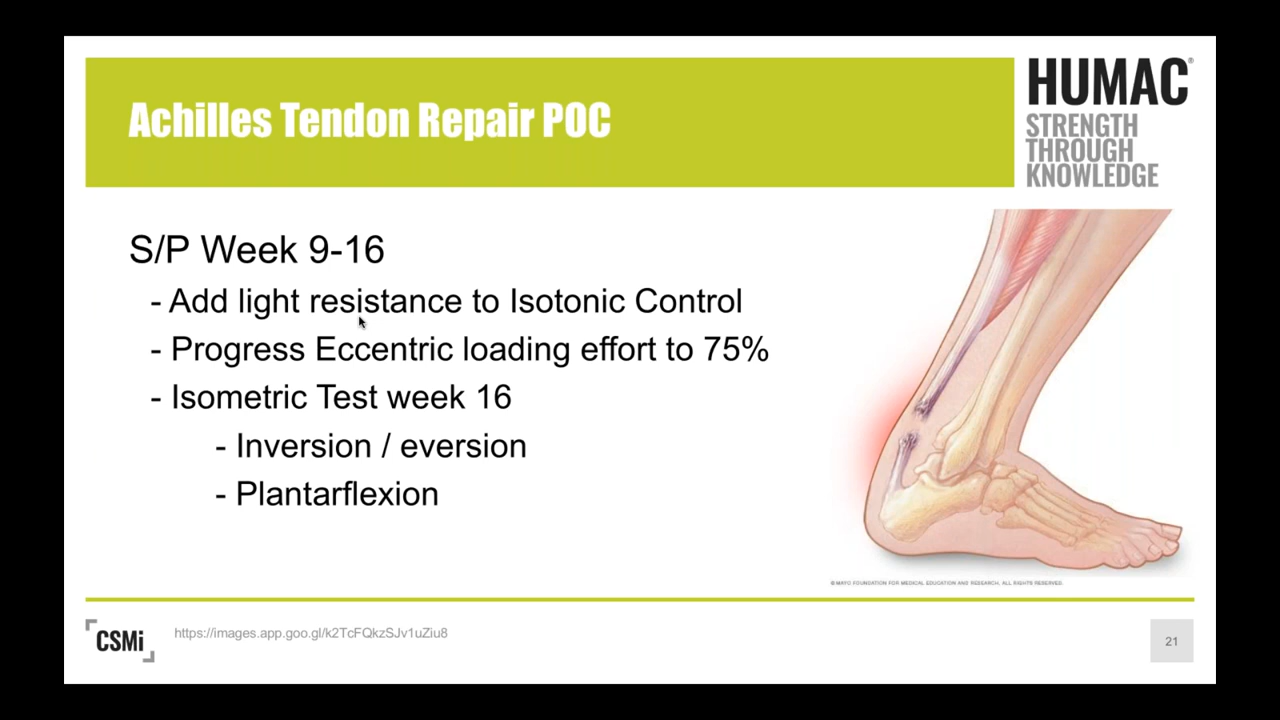 Achilles Tendon Repair POC
HUMAC®
STRENGTH
THROUGH
KNOWLEDGE
S/P Week 9-16
- Add light resistance to Isotonic Control
- Progress Eccentric loading effort to 75%
- Isometric Test week 16
- Inversion / eversion
- Plantarflexion
© MAYO FOUNDATION FOR MEDICAL EDUCATION AND RESEARCH. ALL RIGHTS RESERVED.
CSMi
https://images.app.goo.gl/k2TcFQkzSJv1uZiu8
21